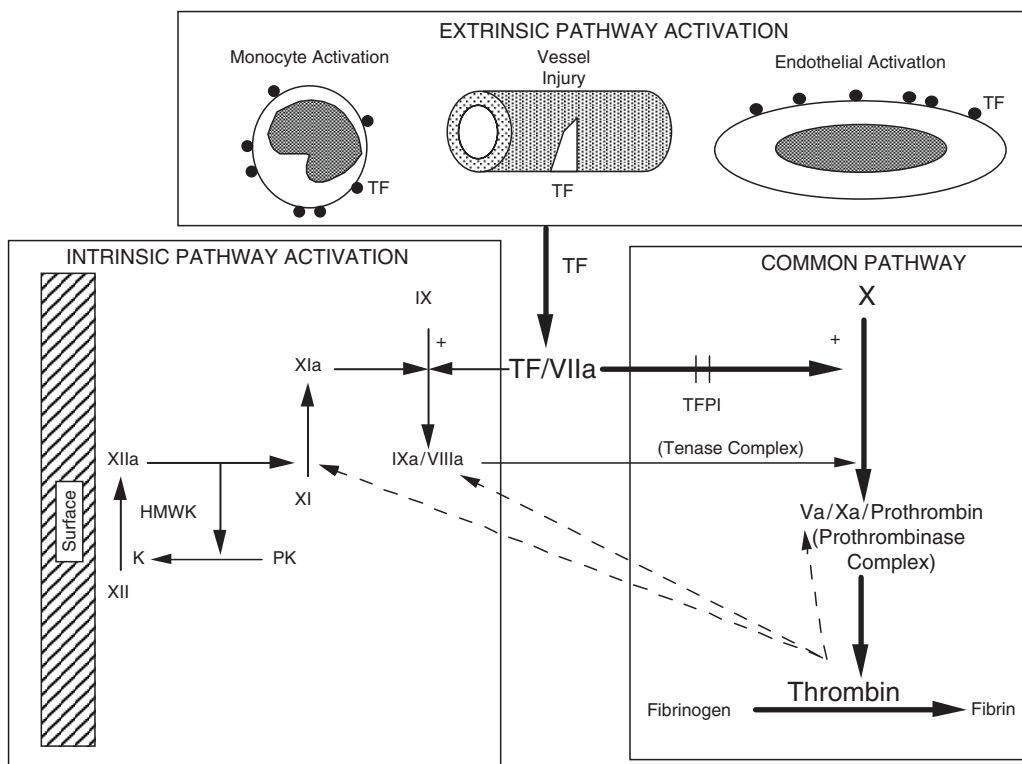 EXTRINSIC PATHWAY ACTIVATION
Monocyte Activation
Vessel
Injury
Endothelial Activation
TF
TF
TF
INTRINSIC PATHWAY ACTIVATION
TF
COMMON PATHWAY
IX
X
+
+
XIa
TF/VIIa
TFPI
XIIa
IXa/VIIIa
(Tenase Complex)
XI
HMWK
Surface
K
PK
XII
Va/Xa/Prothrombin
(Prothrombinase
Complex)
Thrombin
Fibrinogen
Fibrin